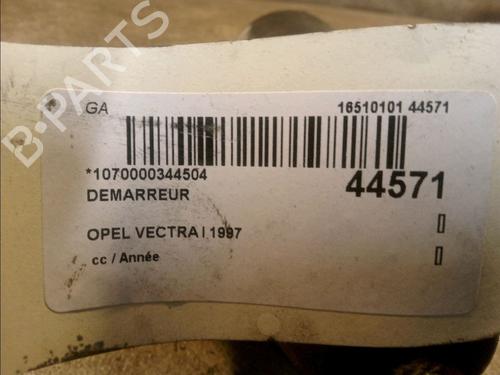 B-PARTS
GA 16510101 44571
*1070000344504
44571
DEMARREUR
OPEL VECTRA | 1997
cc / Année